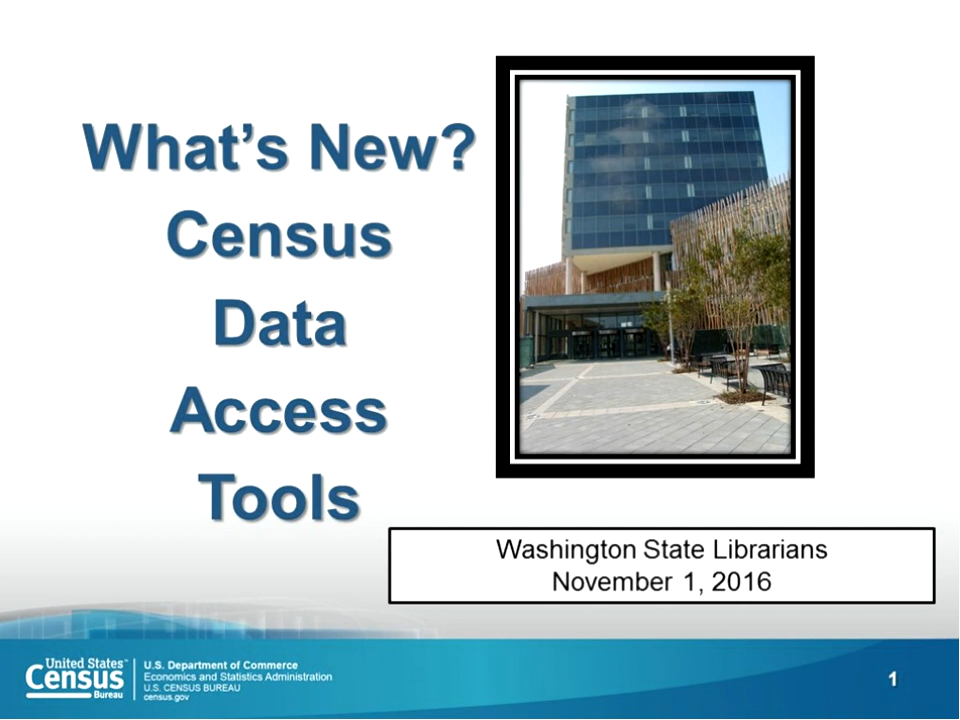 What's New?
Census
Data
Access
Tools
Washington State Librarians
November 1, 2016
United States™
Census
Bureau
U.S. Department of Commerce
Economics and Statistics Administration
U.S. CENSUS BUREAU
census.gov
1